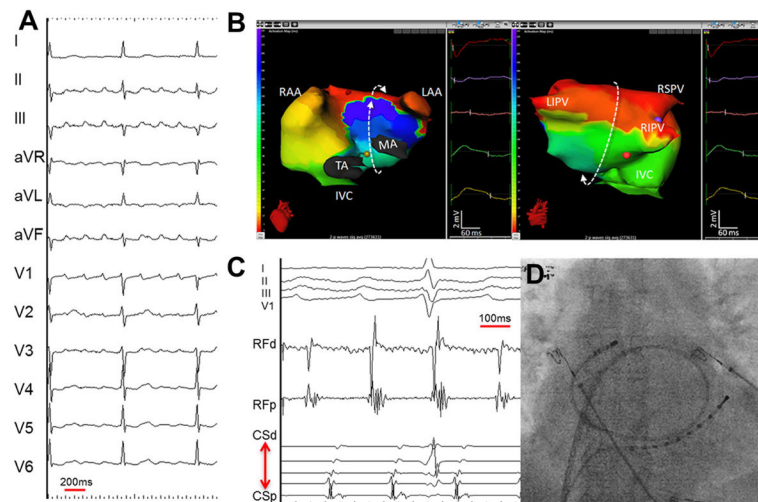 A
I
II
III
aVR
aVL
aVF
V1
V2
V3
V4
V5
V6
200ms
B
RAA
LAA
MA
TA
IVC
2 mV
60 ms
LIPV
RSPV
RIPV
IVC
2 mV
60 ms
C
I
II
III
V1
100ms
RFd
RFp
CSd
CSp
D